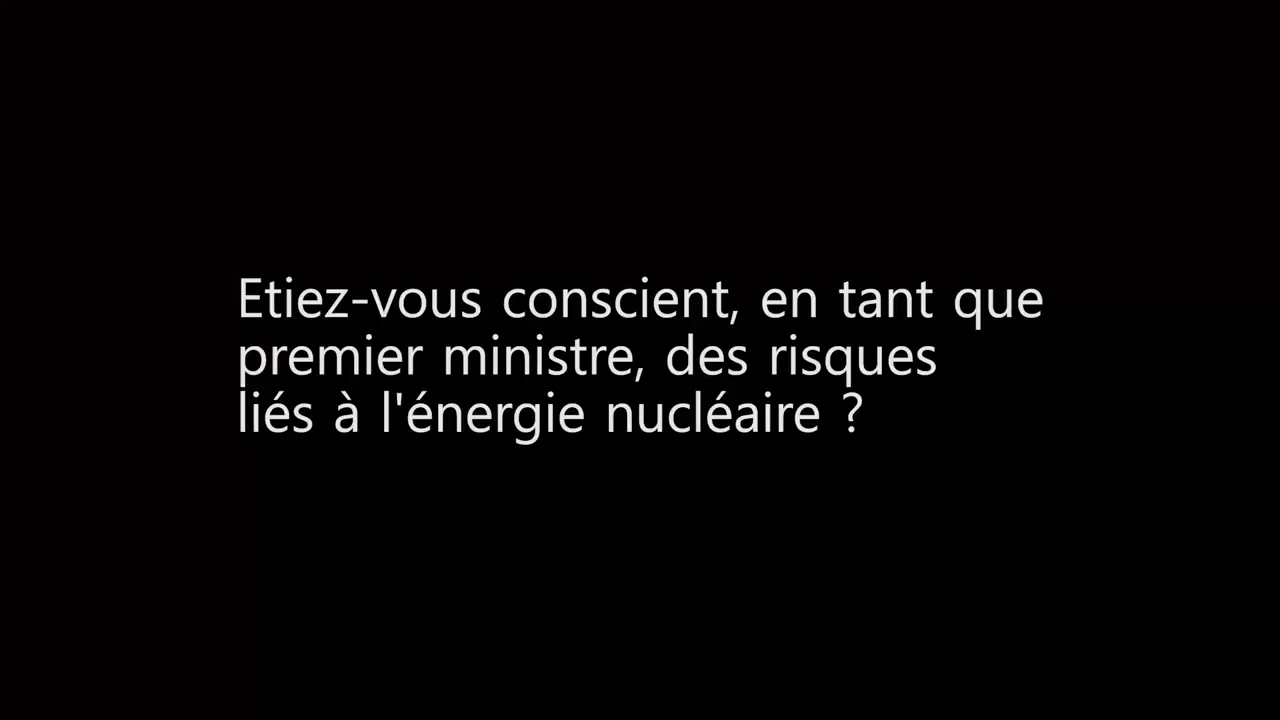 Etiez-vous conscient, en tant que
premier ministre, des risques
liés à l'énergie nucléaire ?